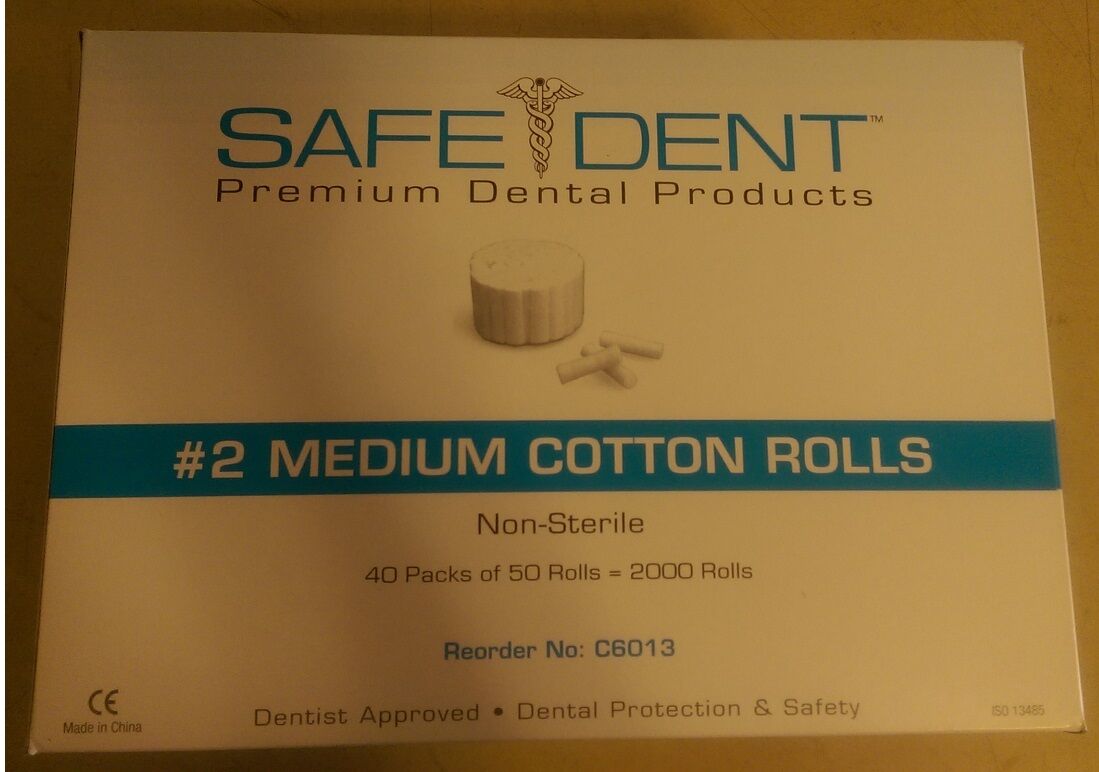 SAFE DENT™
Premium Dental Products
#2 MEDIUM COTTON ROLLS
Non-Sterile
40 Packs of 50 Rolls = 2000 Rolls
Reorder No: C6013
CE
Made in China
Dentist Approved • Dental Protection & Safety
ISO 13485